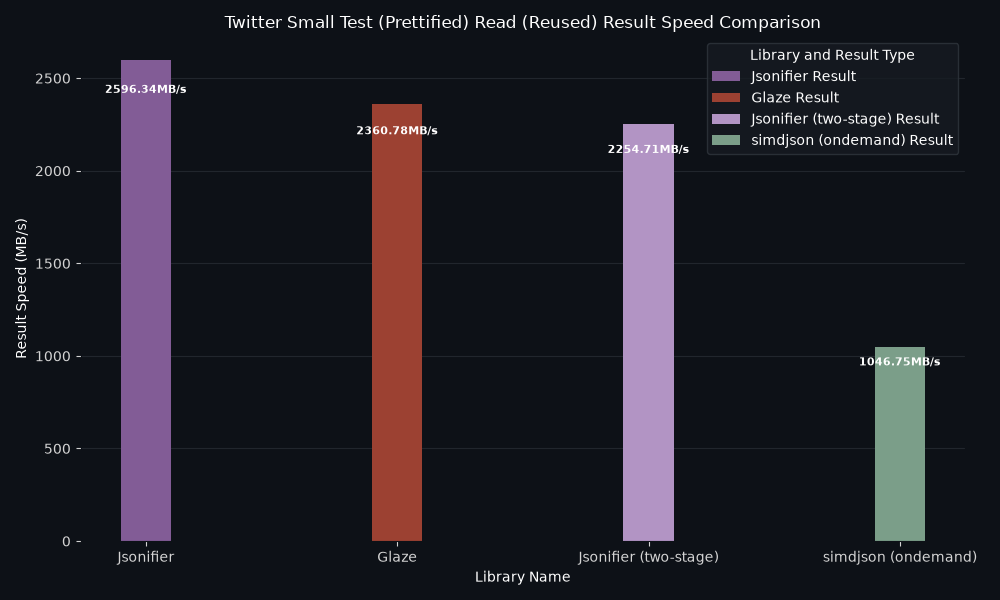 Twitter Small Test (Prettified) Read (Reused) Result Speed Comparison
Library and Result Type
Jsonifier Result
Glaze Result
Jsonifier (two-stage) Result
simdjson (ondemand) Result
Result Speed (MB/s)
2500
2000
1500
1000
500
0
2596.34MB/s
2360.78MB/s
2254.71MB/s
1046.75MB/s
Jsonifier
Glaze
Jsonifier (two-stage)
simdjson (ondemand)
Library Name